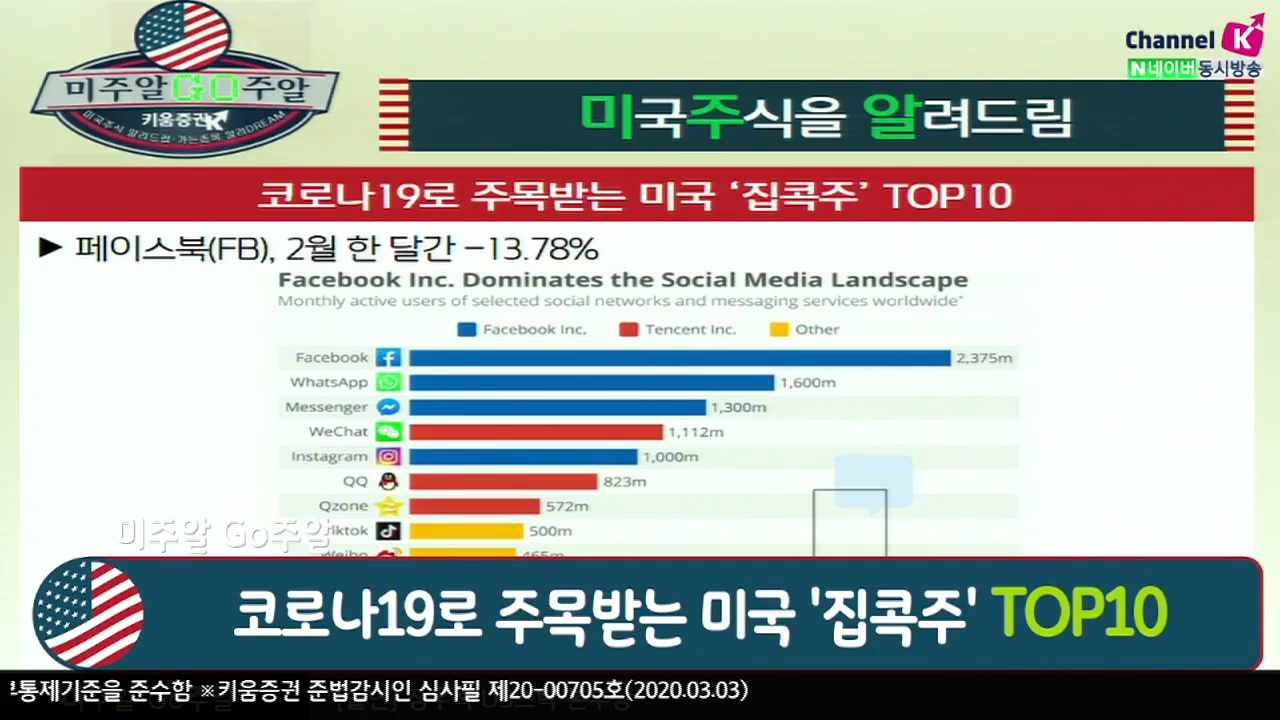 미주알GO주알
키움증권
미국주식 알려드림·가는종목 알려DREAM
Channel K
N 네이버 동시방송
미국주식을 알려드림
코로나19로 주목받는 미국 ‘집콕주’ TOP10
▶ 페이스북(FB), 2월 한 달간 -13.78%
Facebook Inc. Dominates the Social Media Landscape
Monthly active users of selected social networks and messaging services worldwide*
Facebook Inc. Tencent Inc. Other
Facebook 2,375m
WhatsApp 1,600m
Messenger 1,300m
WeChat 1,112m
Instagram 1,000m
QQ 823m
Qzone 572m
Tiktok 500m
Weibo 465m
미주알 Go주알
코로나19로 주목받는 미국 '집콕주' TOP10
통제기준을 준수함 ※키움증권 준법감시인 심사필 제20-00705호(2020.03.03)